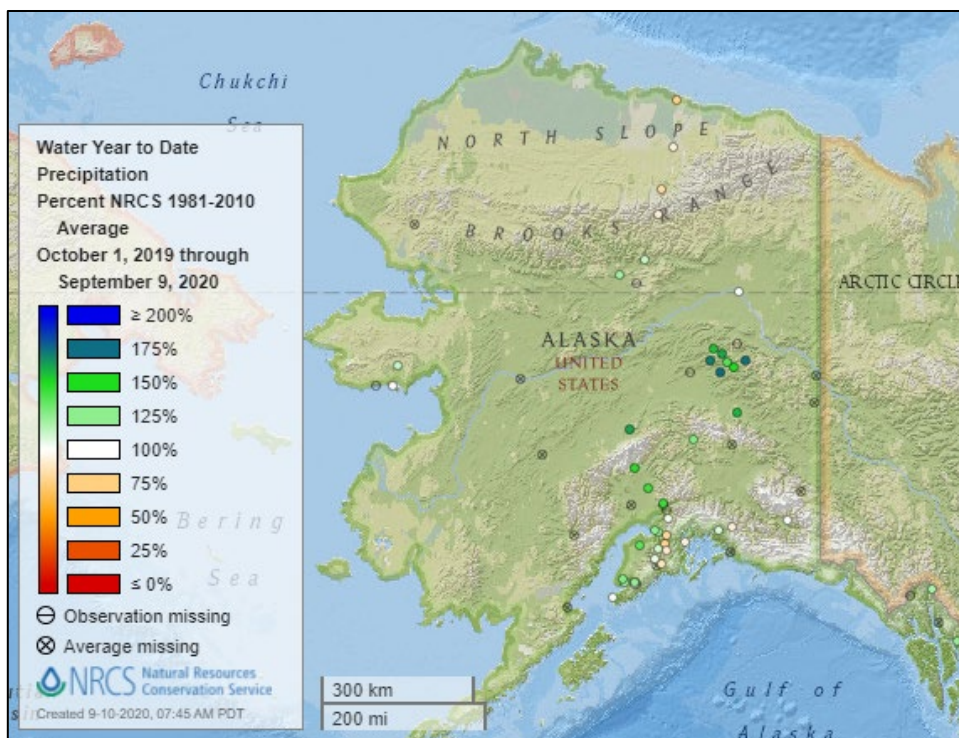 Chukchi
Sea
NORTH SLOPE
BROOKS RANGE
ARCTIC CIRCLE
ALASKA
UNITED
STATES
Bering
Sea
Gulf of
Alaska
Water Year to Date
Precipitation
Percent NRCS 1981-2010
Average
October 1, 2019 through
September 9, 2020
≥ 200%
175%
150%
125%
100%
75%
50%
25%
≤ 0%
Observation missing
Average missing
NRCS Natural Resources
Conservation Service
Created 9-10-2020, 07:45 AM PDT
300 km
200 mi